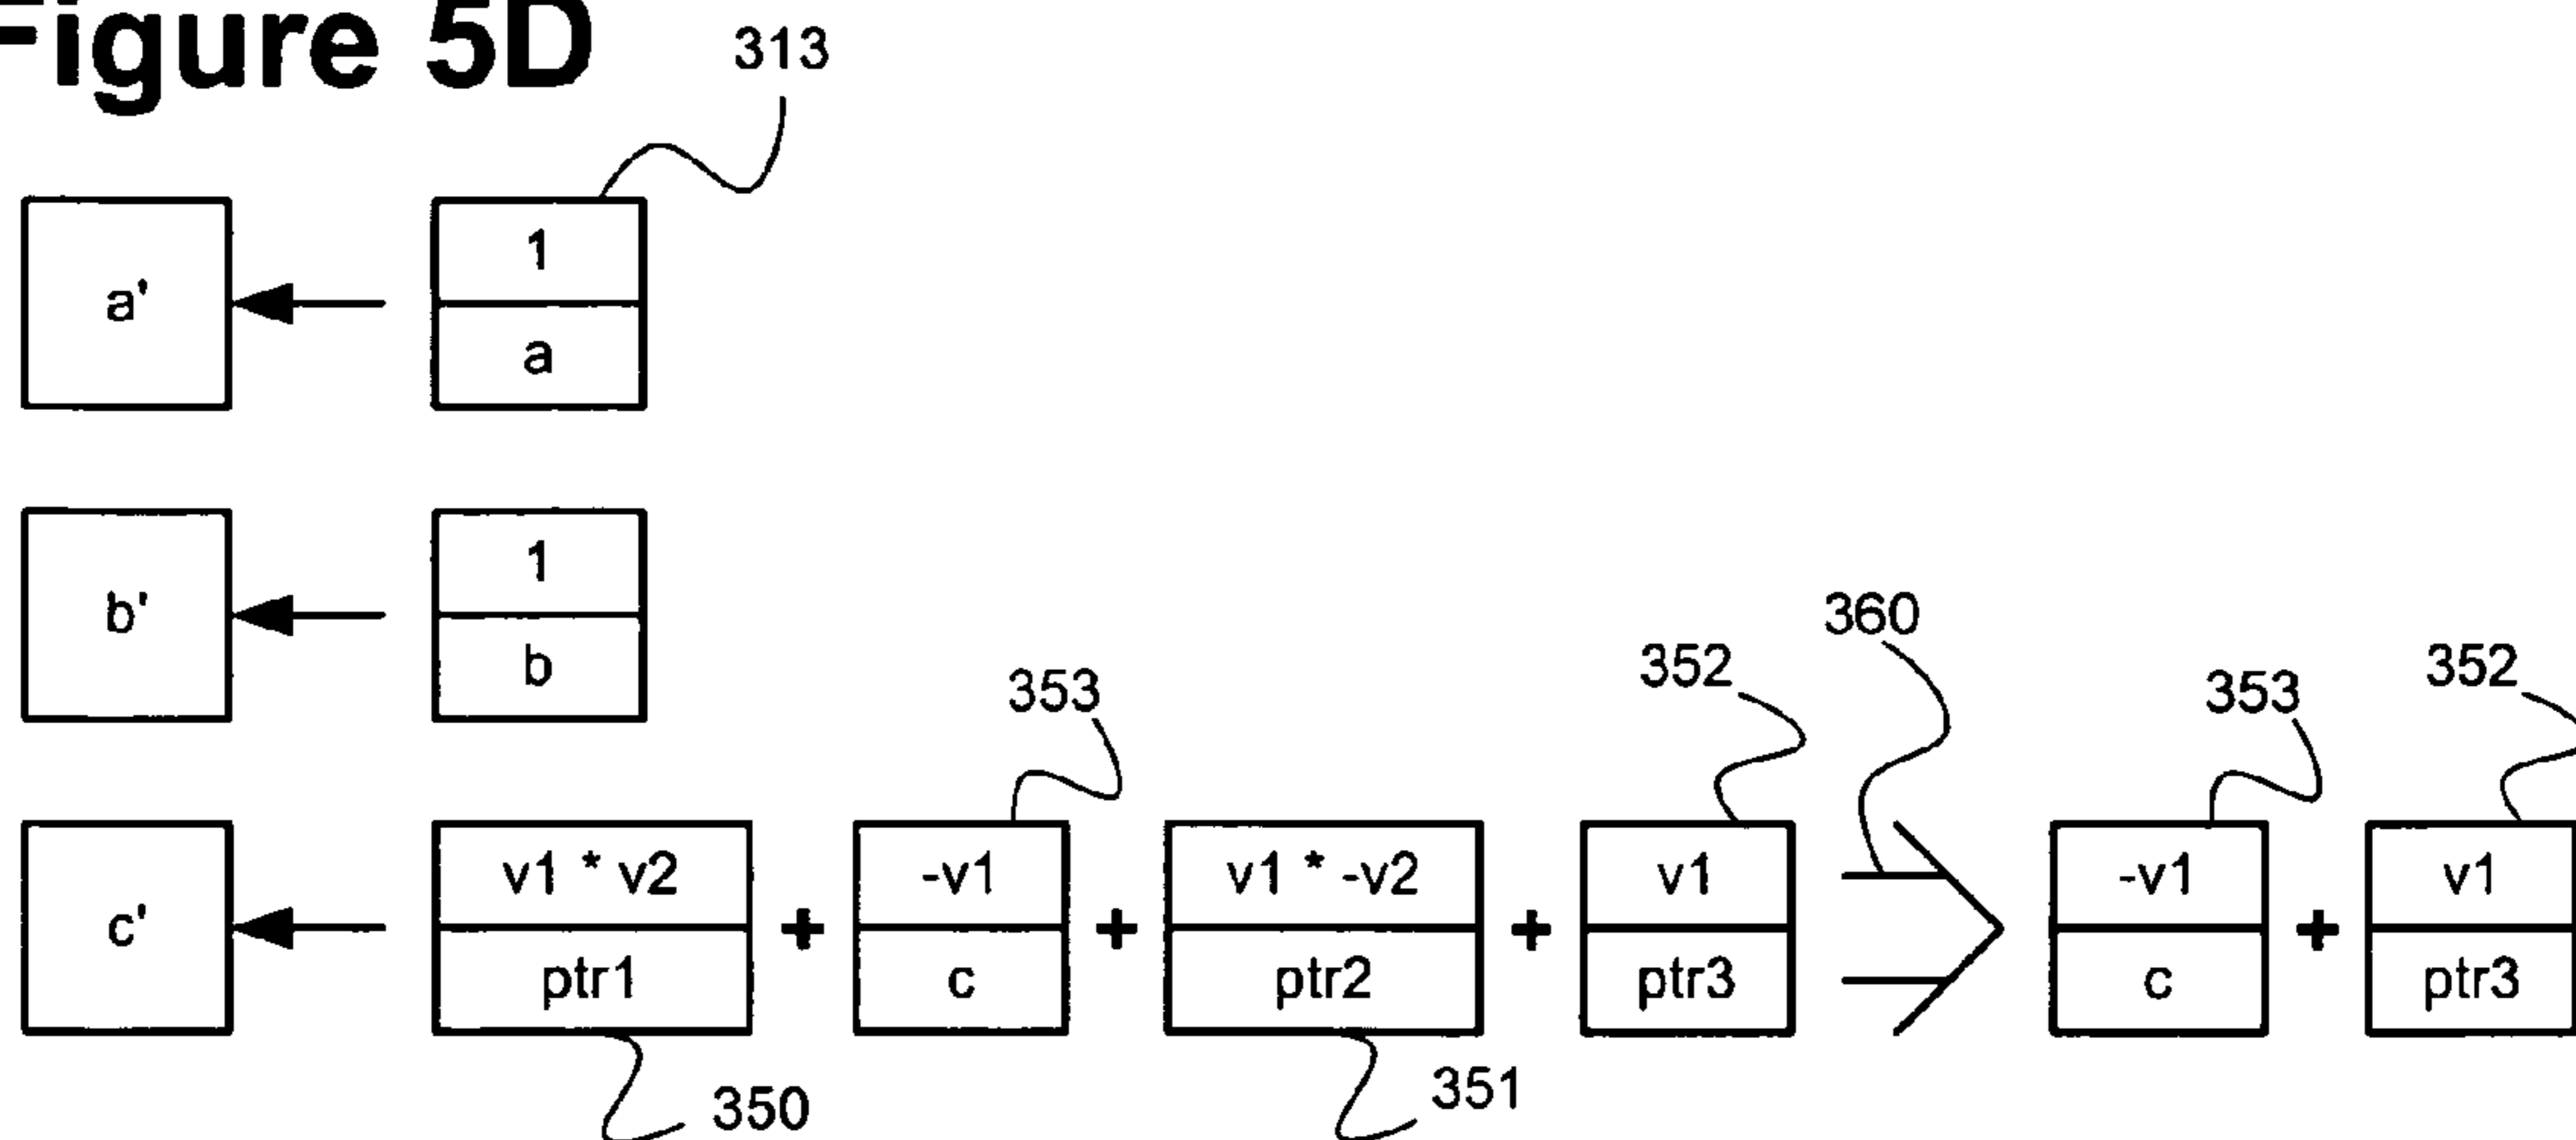 Figure 5D
313
a'
1
a
b'
1
b
353
352
360
353
352
c'
v1 * v2
ptr1
+
-v1
c
+
v1 * -v2
ptr2
+
v1
ptr3
-v1
c
+
v1
ptr3
350
351